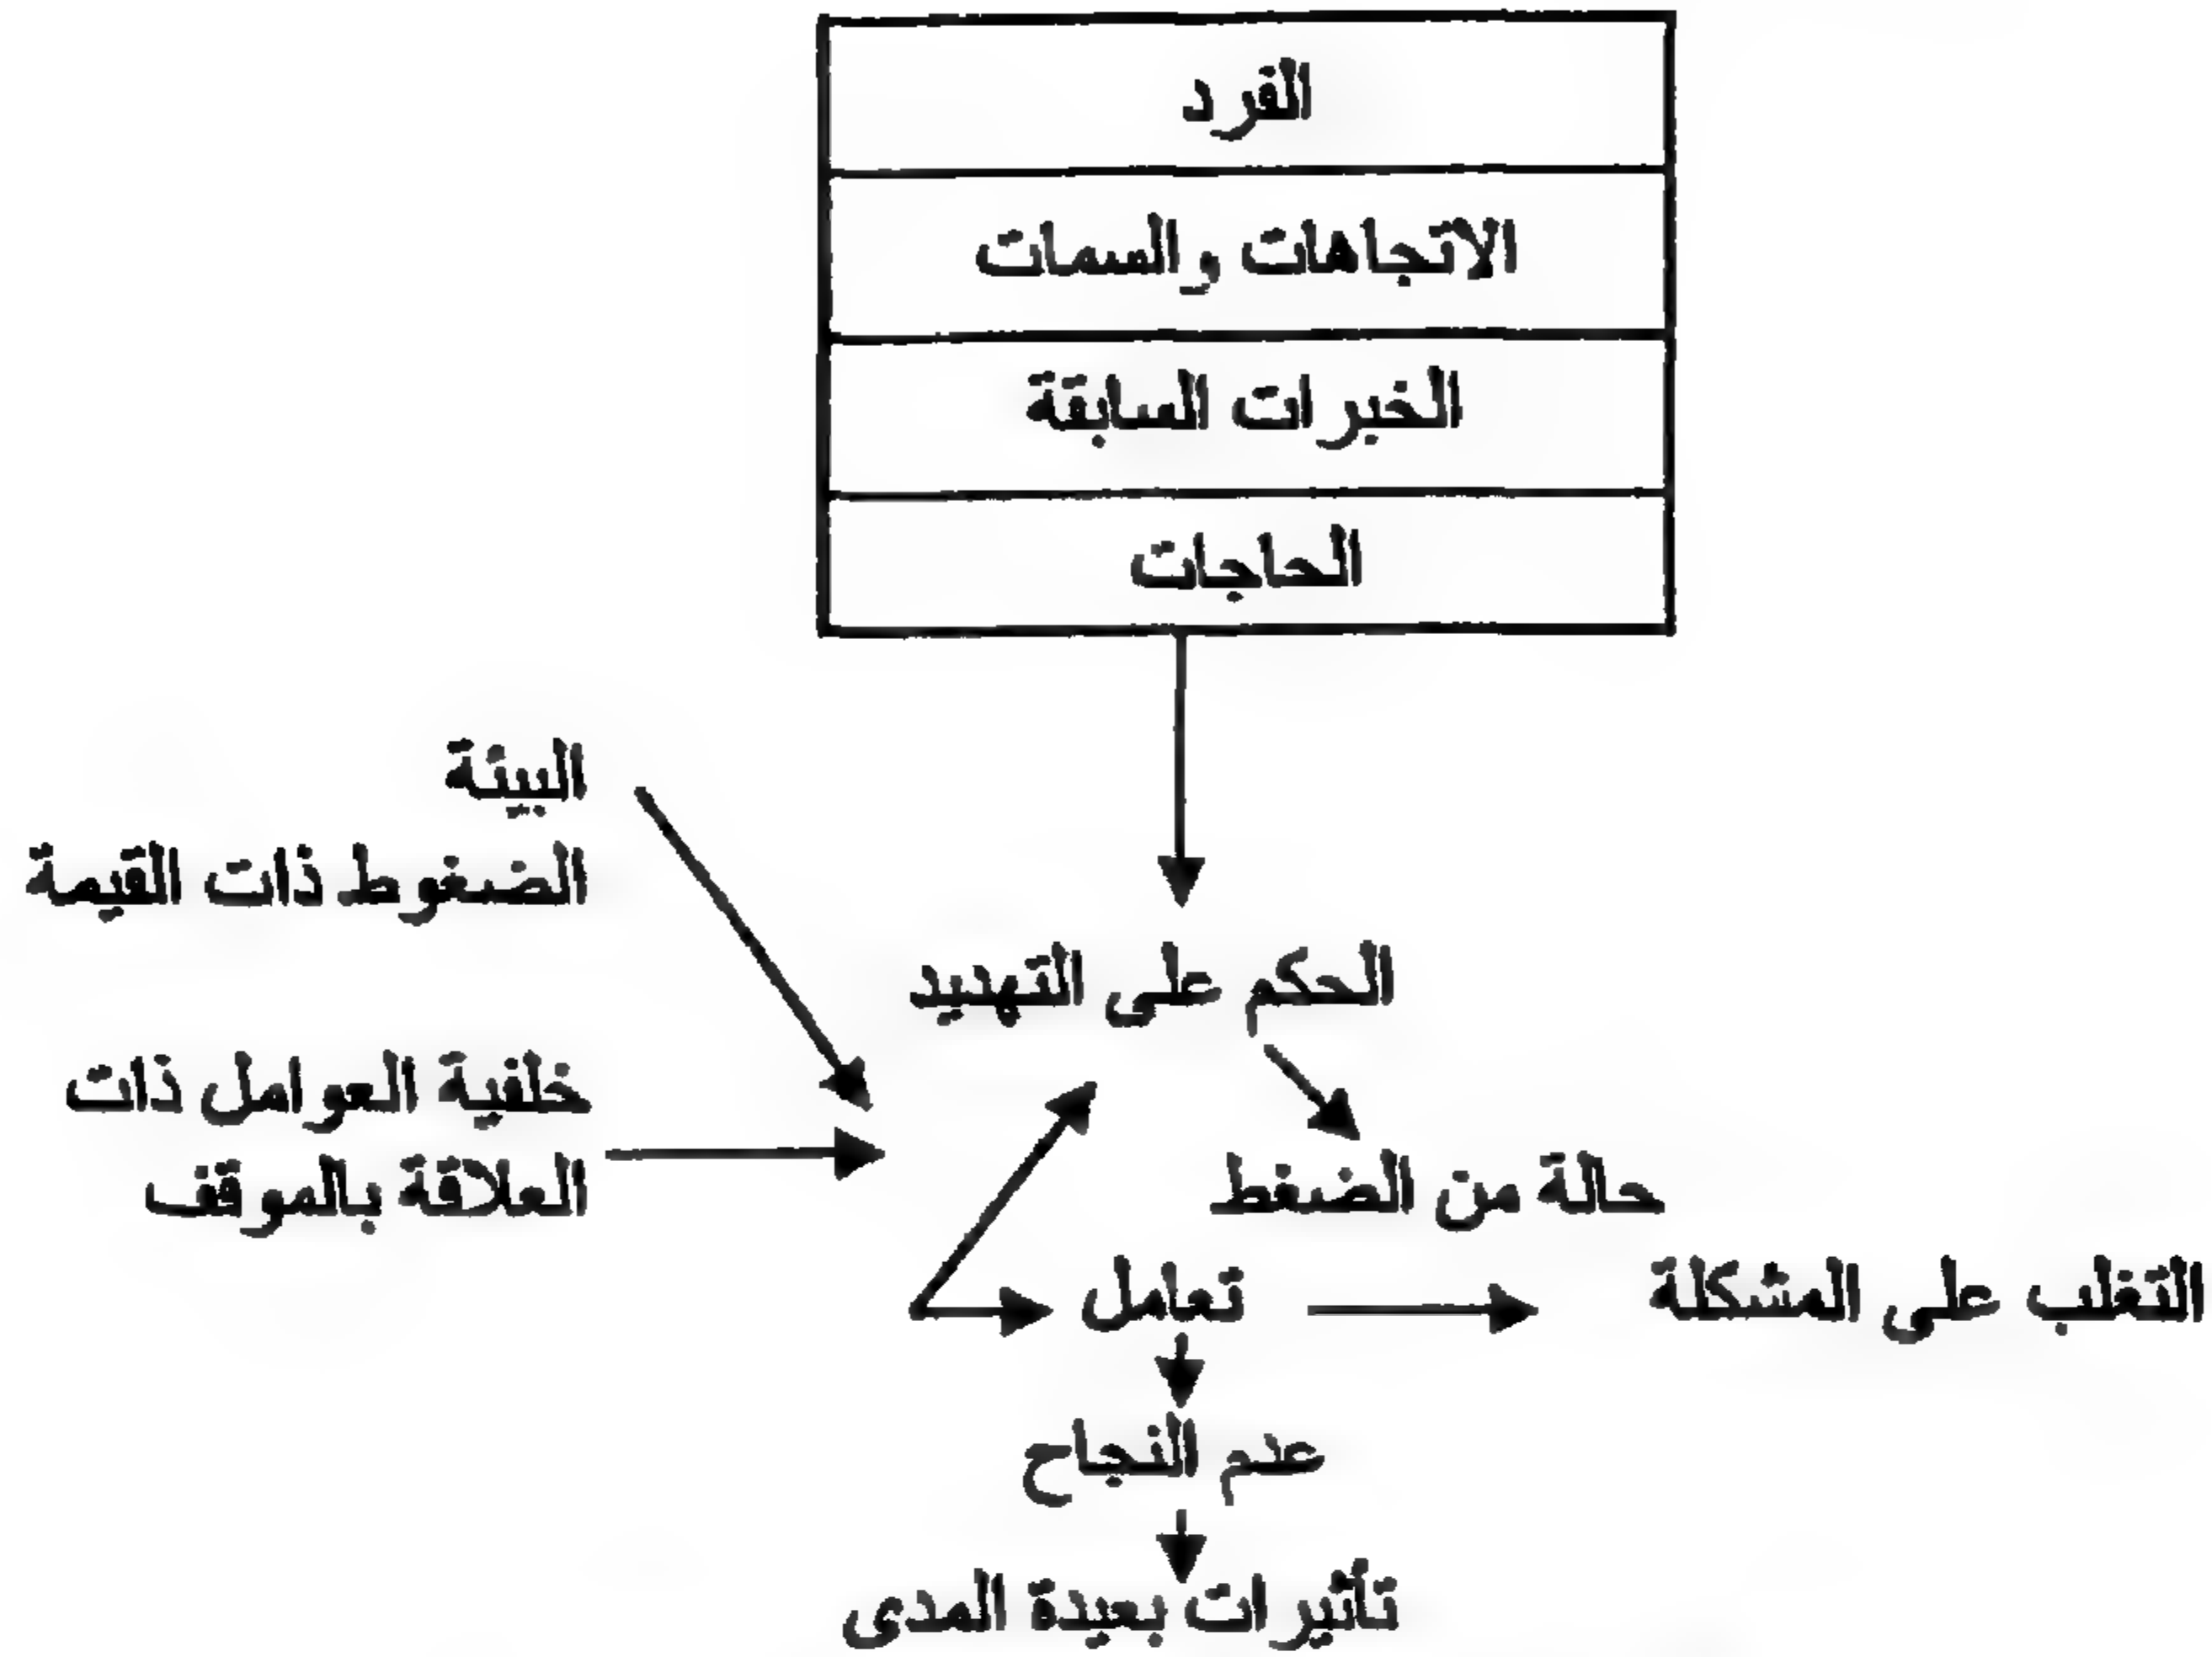 الفرد
الاتجاهات والسمات
الخبرات السابقة
الحاجات
البيئة
الضغوط ذات القيمة
الحكم على التهديد
خلفية العوامل ذات
العلاقة بالموقف
حالة من الضغط
تعامل
التغلب على المشكلة
عدم النجاح
تأثيرات بعيدة المدى